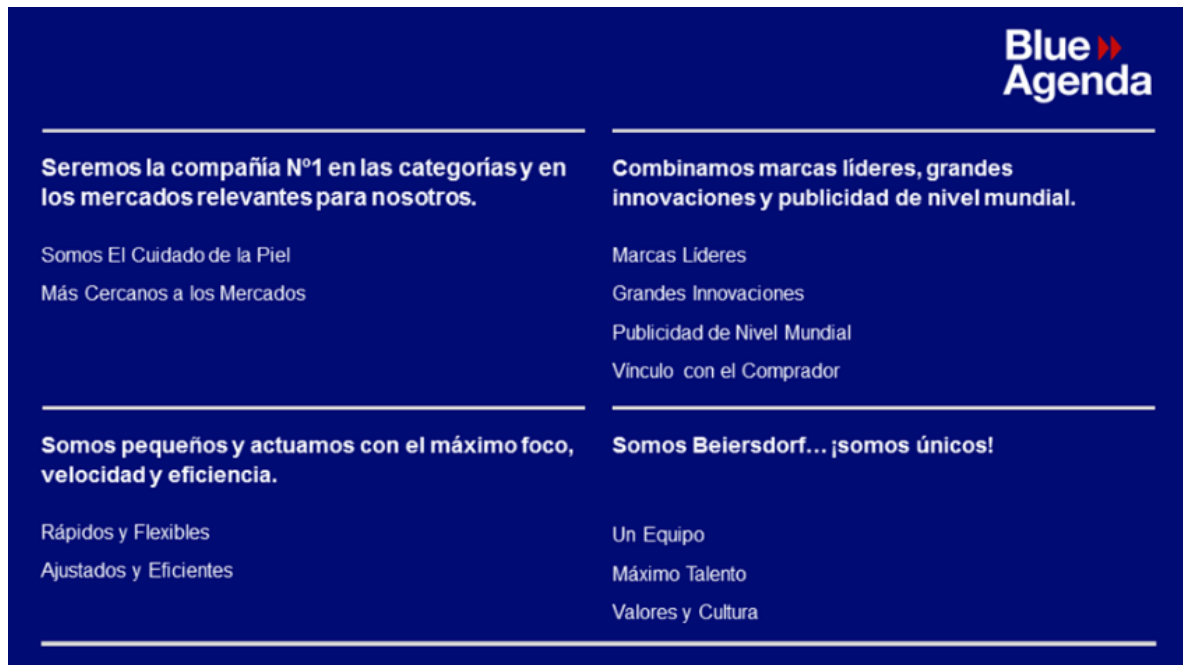 Blue
Agenda
Seremos la compañía Nº1 en las categorías y en
los mercados relevantes para nosotros.
Somos El Cuidado de la Piel
Más Cercanos a los Mercados
Combinamos marcas líderes, grandes
innovaciones y publicidad de nivel mundial.
Marcas Líderes
Grandes Innovaciones
Publicidad de Nivel Mundial
Vínculo con el Comprador
Somos pequeños y actuamos con el máximo foco,
velocidad y eficiencia.
Rápidos y Flexibles
Ajustados y Eficientes
Somos Beiersdorf... ¡somos únicos!
Un Equipo
Máximo Talento
Valores y Cultura